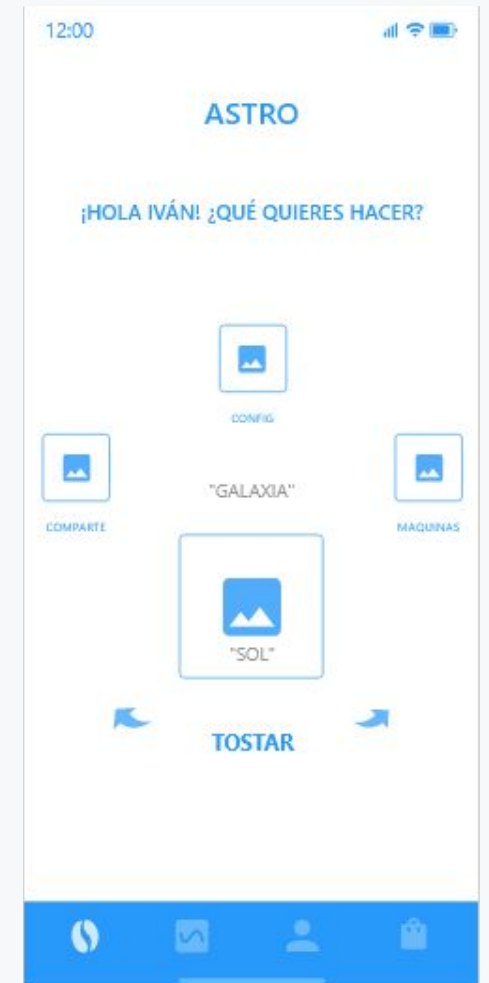 12:00
ASTRO
¡HOLA IVÁN! ¿QUÉ QUIERES HACER?
CONFIG
COMPARTE
MAQUINAS
"GALAXIA"
"SOL"
TOSTAR